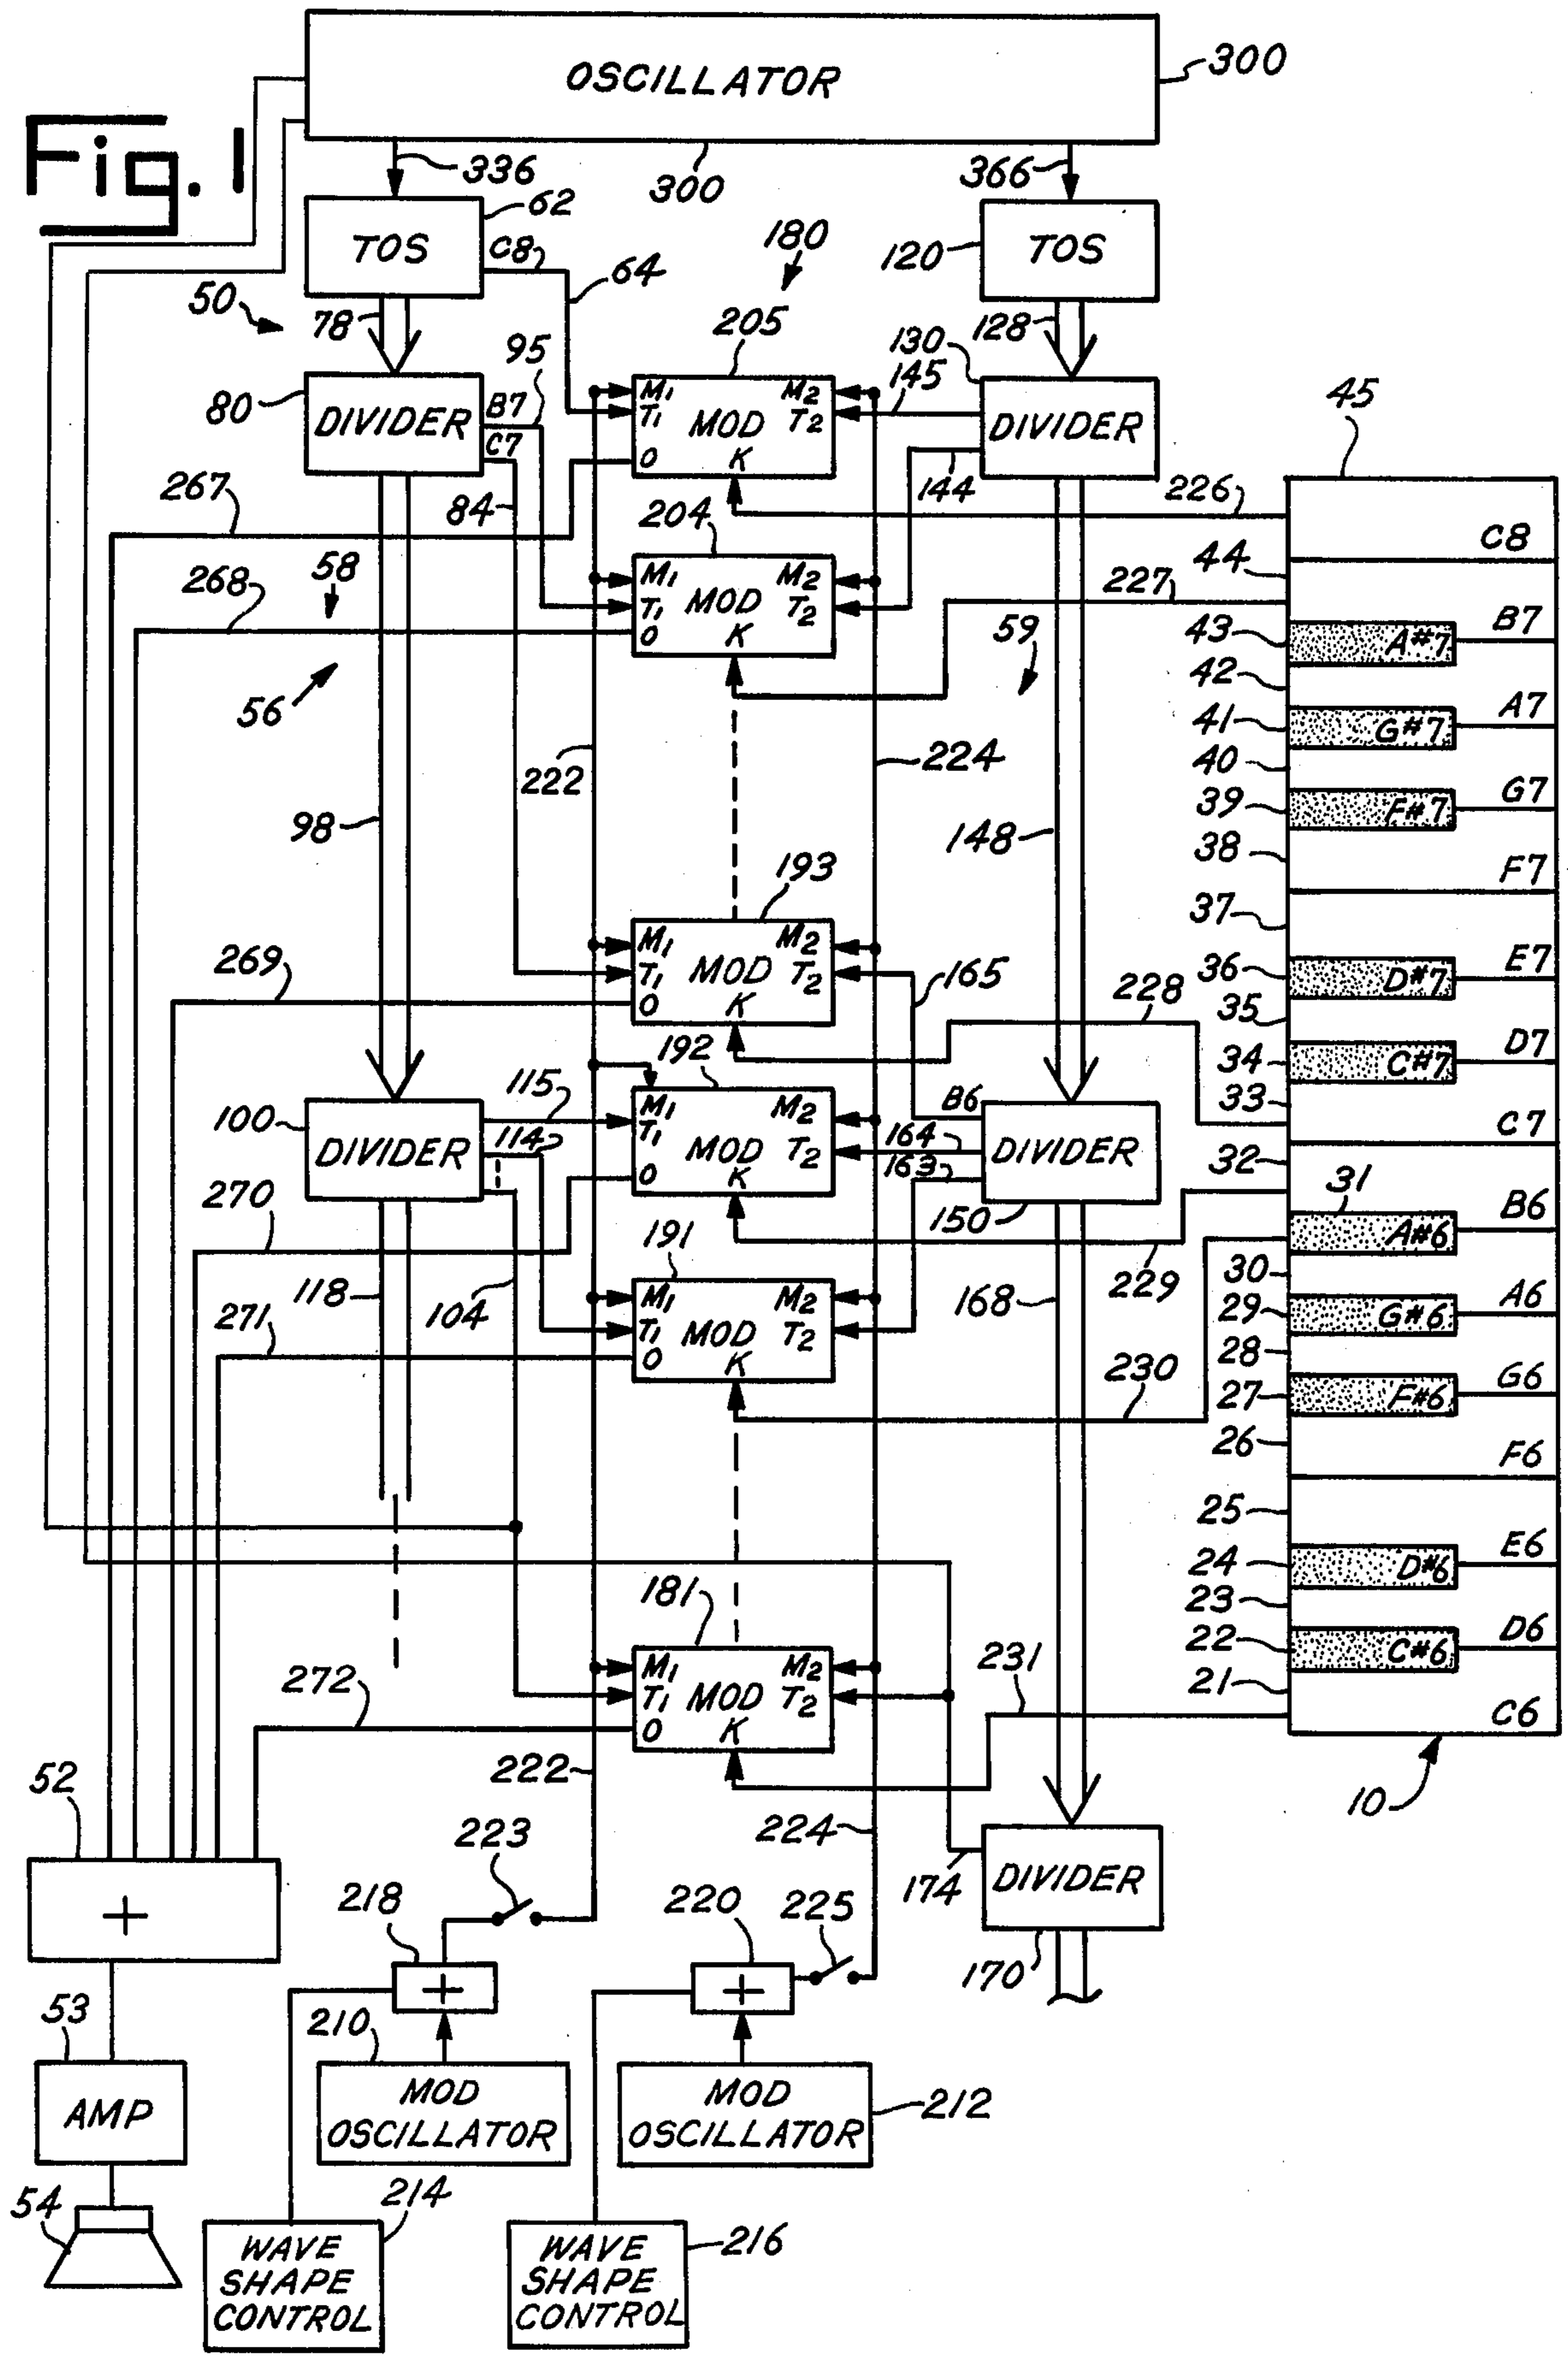 Fig. 1
OSCILLATOR
300
336
300
366
62
TOS
C8
64
180
120
TOS
50
78
128
205
130
95
145
80
DIVIDER
B7
C7
M1
T1
O
MOD
K
M2
T2
DIVIDER
45
267
84
144
226
C8
204
44
268
58
M1
T1
O
MOD
K
M2
T2
227
59
43
A#7
B7
56
42
41
G#7
A7
222
224
40
39
F#7
G7
98
148
38
F7
193
37
269
M1
T1
O
MOD
K
M2
T2
165
228
36
D#7
E7
35
192
34
C#7
D7
115
33
100
DIVIDER
114
M1
T1
O
MOD
K
M2
T2
B6
164
163
DIVIDER
C7
32
31
270
150
B6
A#6
191
229
30
118
104
M1
T1
O
MOD
K
M2
T2
168
29
G#6
A6
271
28
230
27
F#6
G6
26
F6
25
24
D#6
E6
181
23
22
C#6
D6
272
M1
T1
O
MOD
K
M2
T2
231
21
C6
52
222
10
223
224
+
218
220
225
174
DIVIDER
+
+
170
53
210
AMP
MOD
OSCILLATOR
MOD
OSCILLATOR
212
54
214
WAVE
SHAPE
CONTROL
WAVE
SHAPE
CONTROL
216